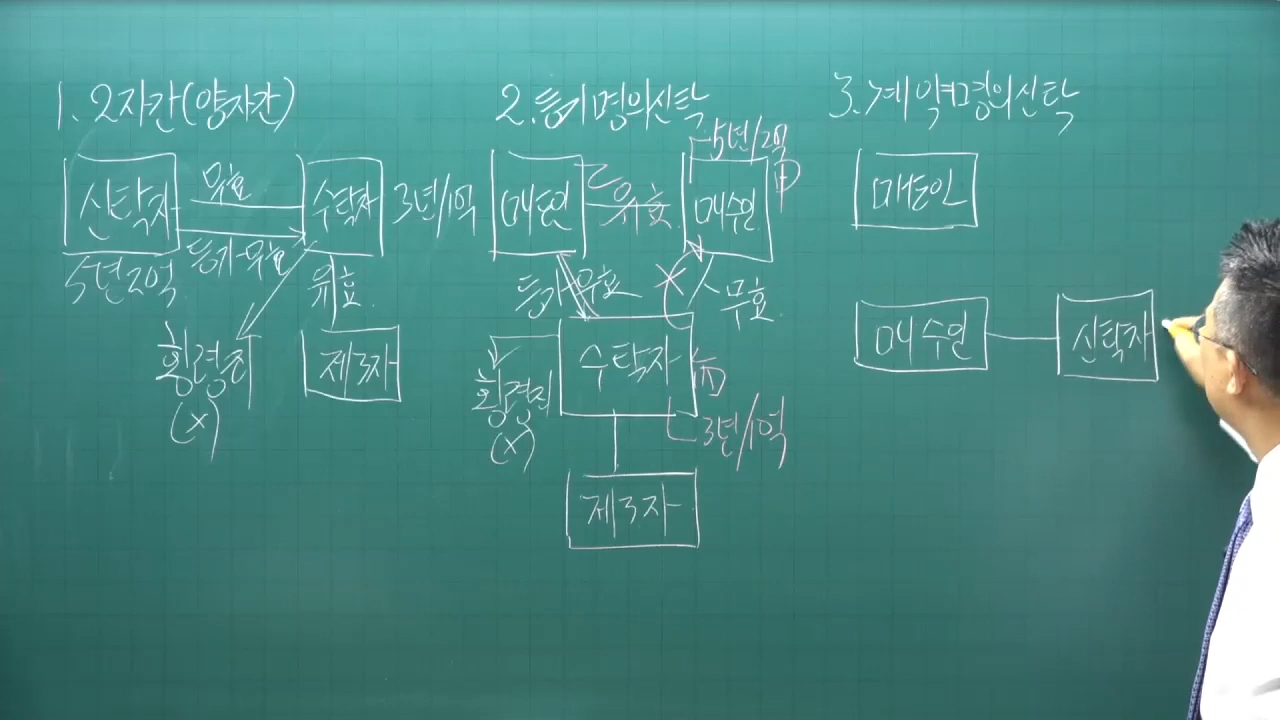 1. 2자간(양자간)
신탁자
무효
수탁자
등기-무효
5년 2억
유효
횡령죄
(x)
제3자
2. 등기명의신탁
5년/2억
3년/1억
매도인
유효
매수인
등기 무효
무효
수탁자
횡령죄
(x)
3년/1억
제3자
3. 계약명의신탁
매도인
매수인
신탁자